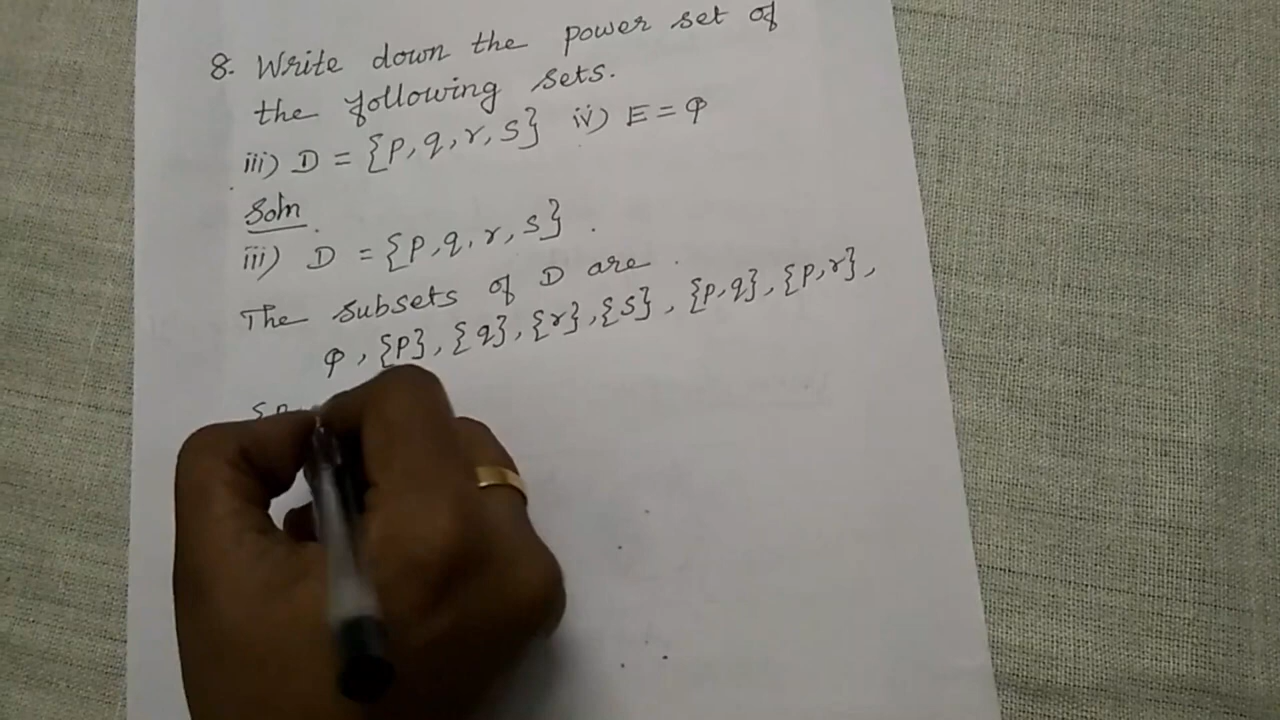 8. Write down the power set of
the following sets.
iii) D = {p, q, r, s} iv) E = φ
Soln
iii) D = {p, q, r, s}.
The subsets of D are
φ, {p}, {q}, {r}, {s}, {p, q}, {p, r},